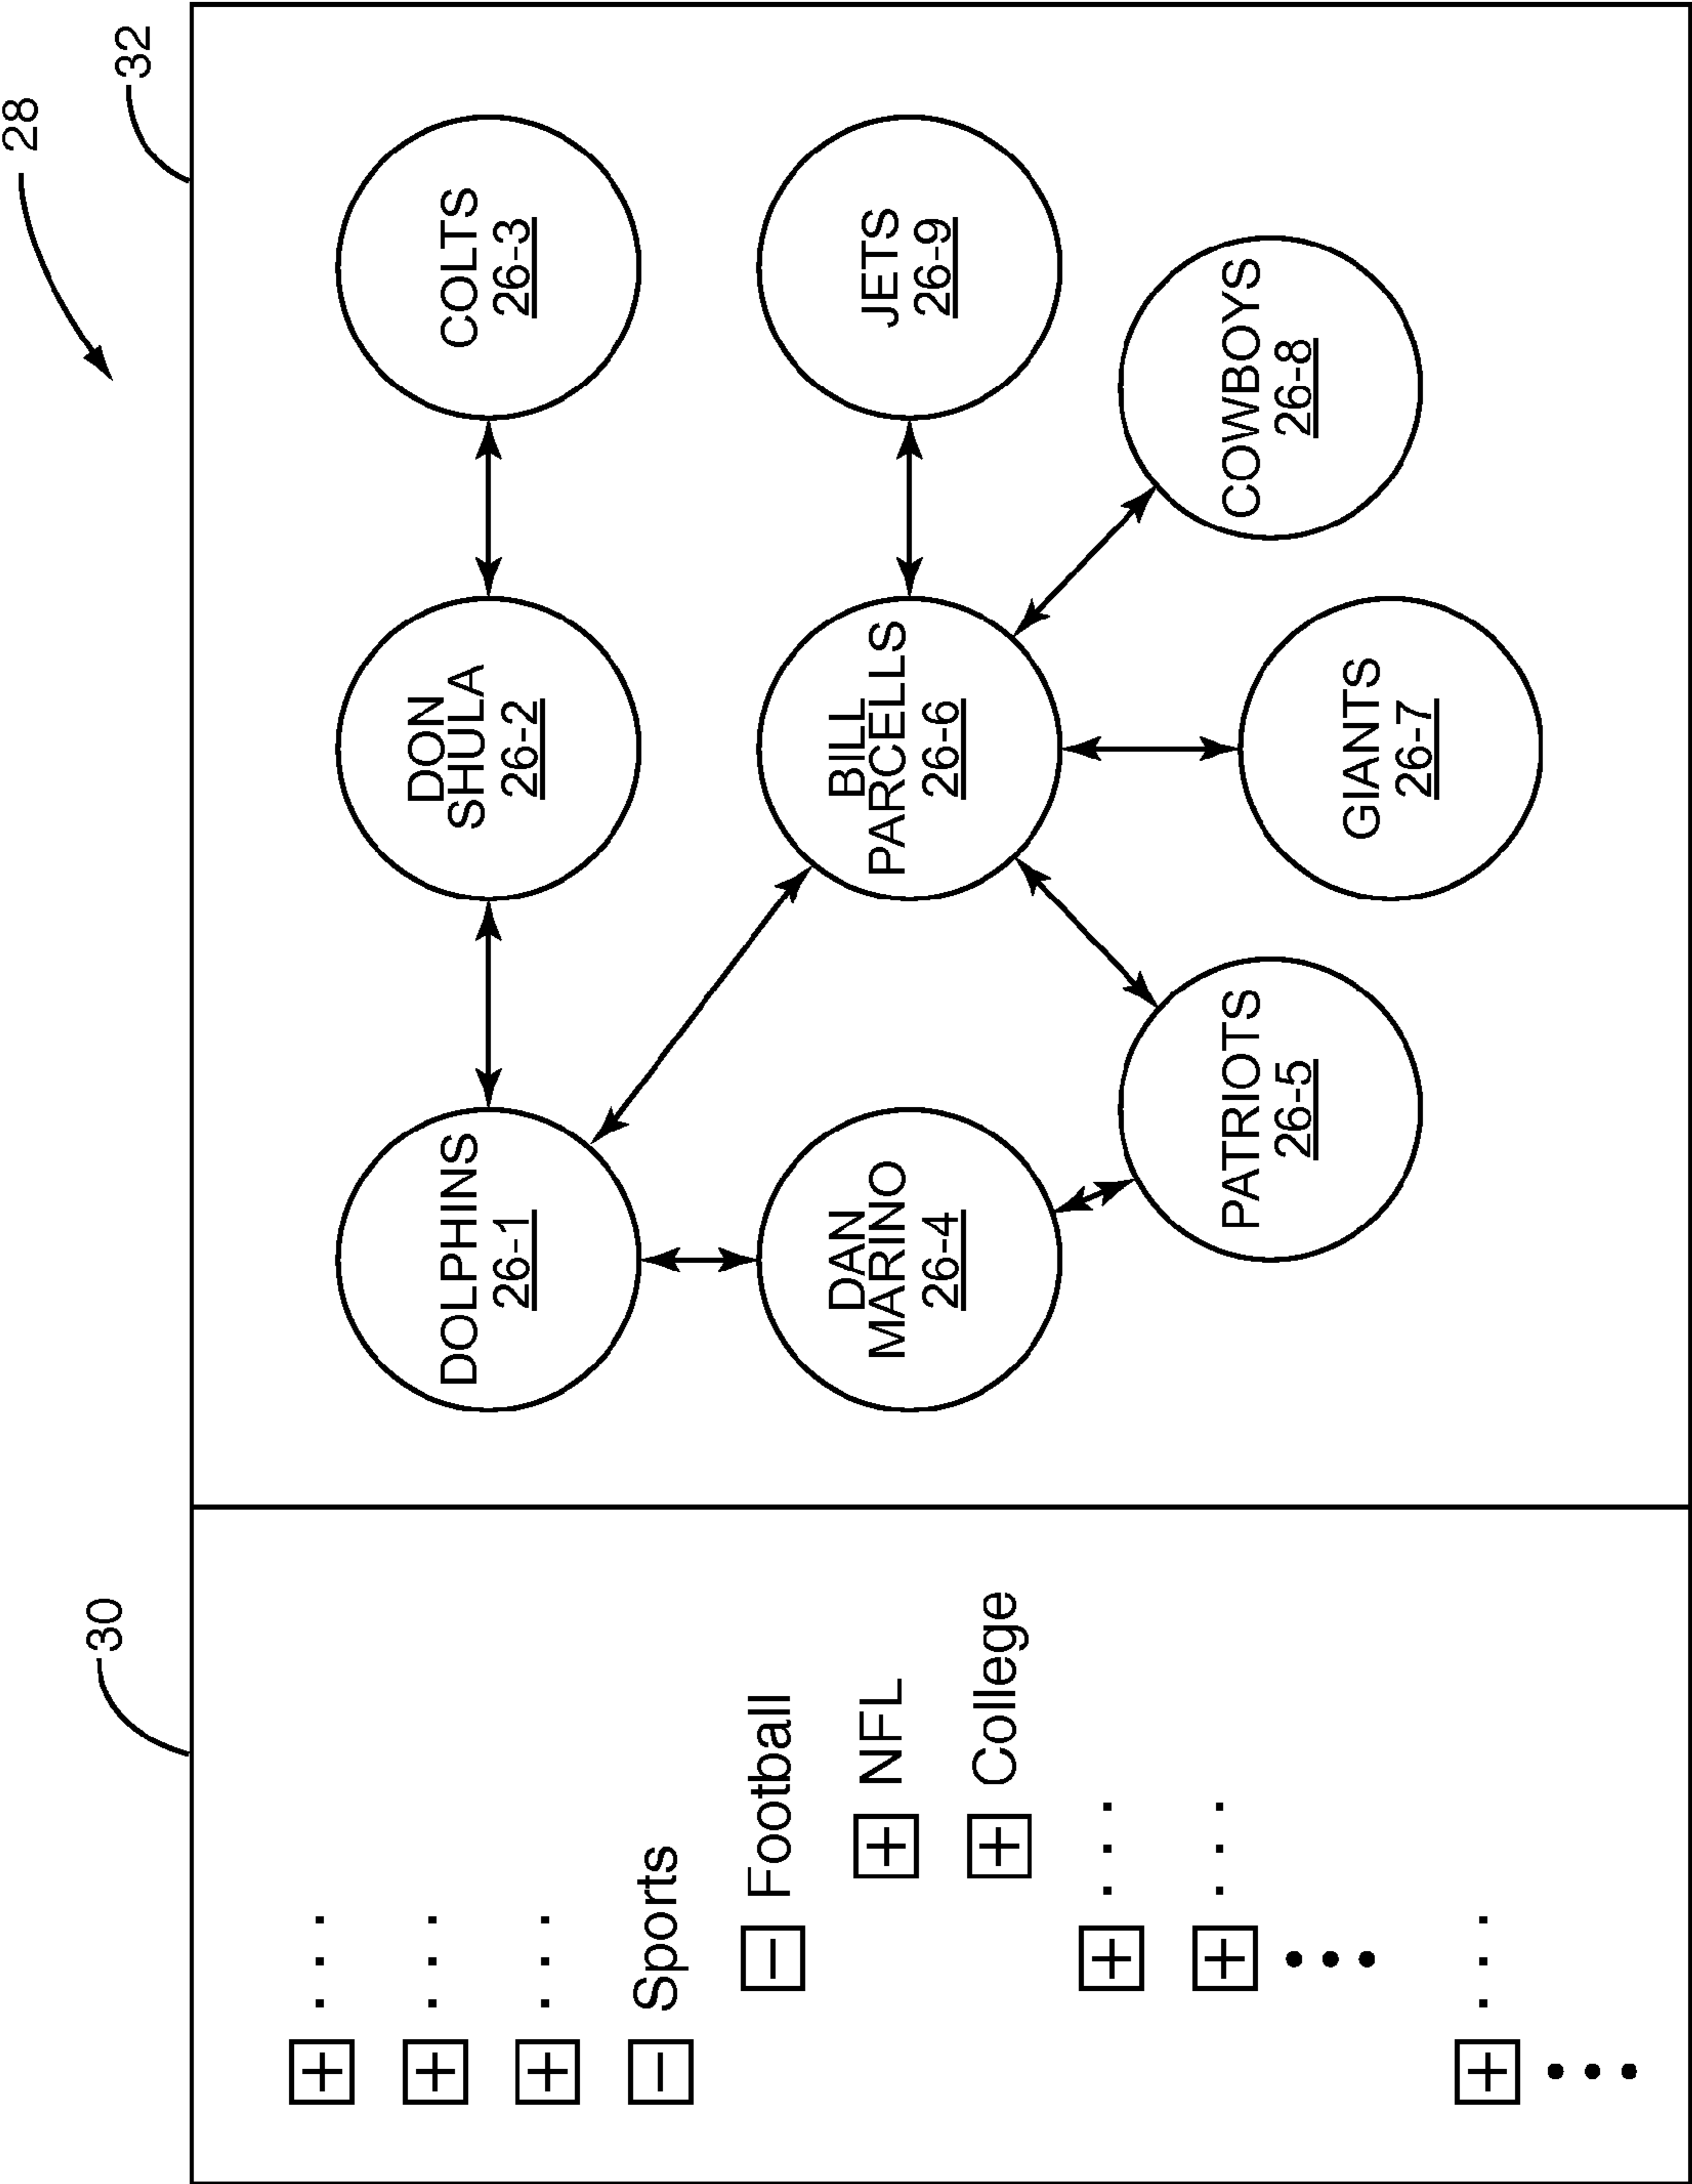 28
30
32
+ . . .
+ . . .
+ . . .
− Sports
− Football
+ NFL
+ College
+ . . .
+ . . .
+ . . .
DOLPHINS
26-1
DON
SHULA
26-2
COLTS
26-3
DAN
MARINO
26-4
BILL
PARCELLS
26-6
JETS
26-9
PATRIOTS
26-5
COWBOYS
26-8
GIANTS
26-7